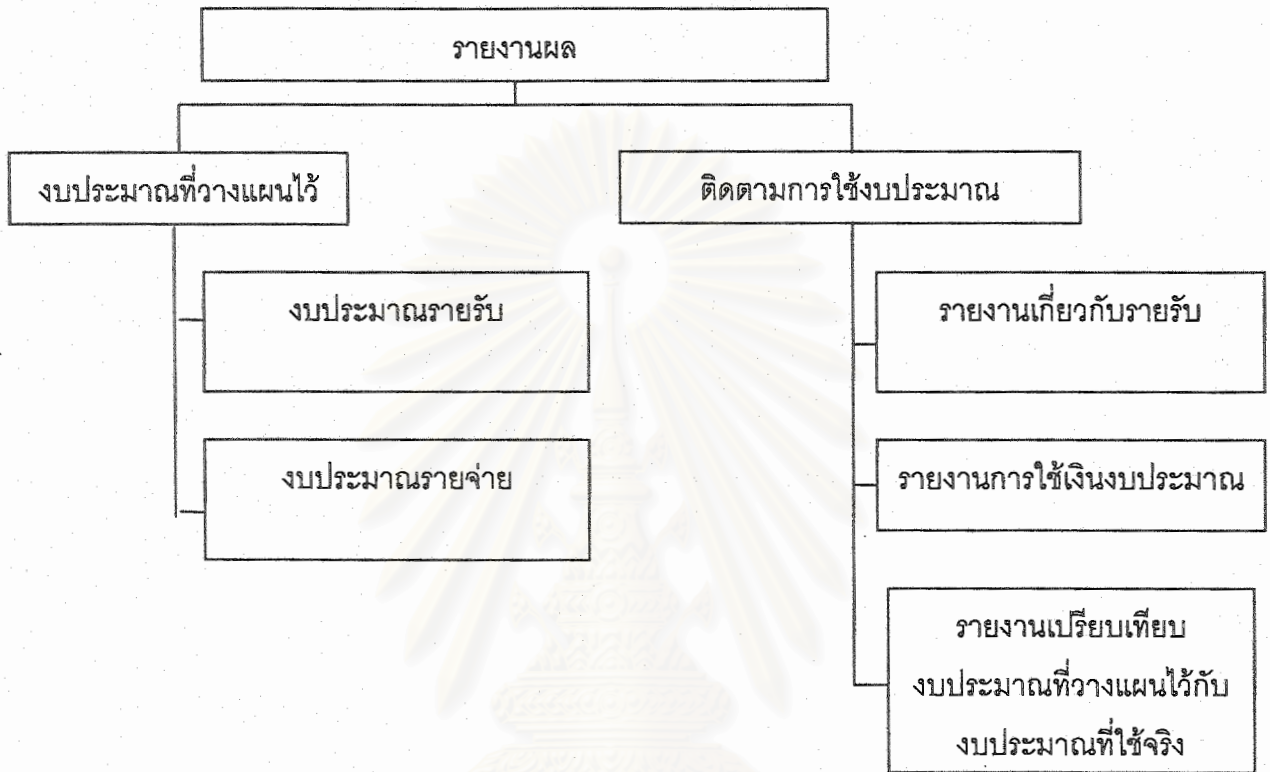 รายงานผล
งบประมาณที่วางแผนไว้
ติดตามการใช้งบประมาณ
งบประมาณรายรับ
รายงานเกี่ยวกับรายรับ
งบประมาณรายจ่าย
รายงานการใช้เงินงบประมาณ
รายงานเปรียบเทียบ
งบประมาณที่วางแผนไว้กับ
งบประมาณที่ใช้จริง